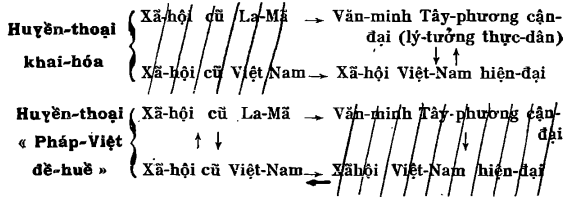 Huyền-thoại khai-hóa
Xã-hội cũ La-Mã → Văn-minh Tây-phương cận-đại (lý-tưởng thực-dân)
↓ ↑
Xã-hội cũ Việt Nam → Xã-hội Việt-Nam hiện-đại
Huyền-thoại « Pháp-Việt đề-huề »
Xã-hội cũ La-Mã → Văn-minh Tây-phương cận-đại
↑ ↓ ↓
Xã-hội cũ Việt-Nam → Xãhội Việt-Nam hiện-đại
←